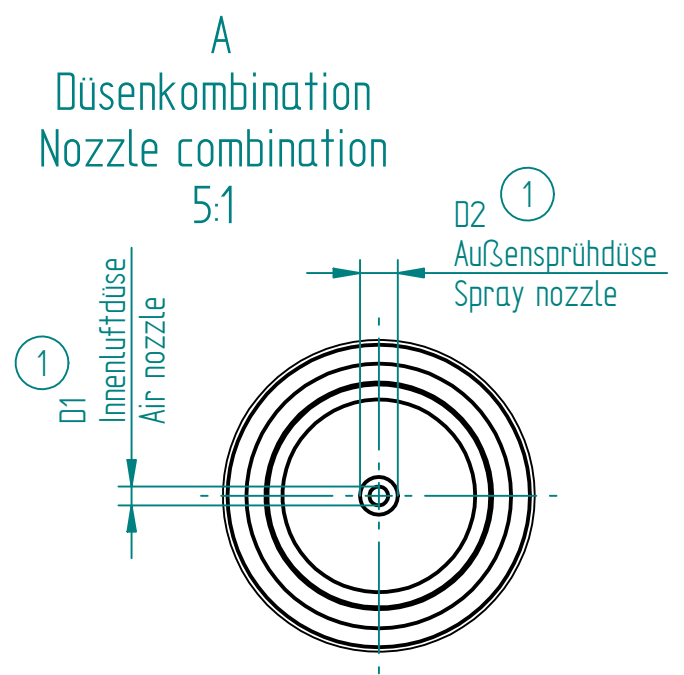 A
Düsenkombination
Nozzle combination
5:1
1
D2
Außensprühdüse
Spray nozzle
1
D1
Innenluftdüse
Air nozzle